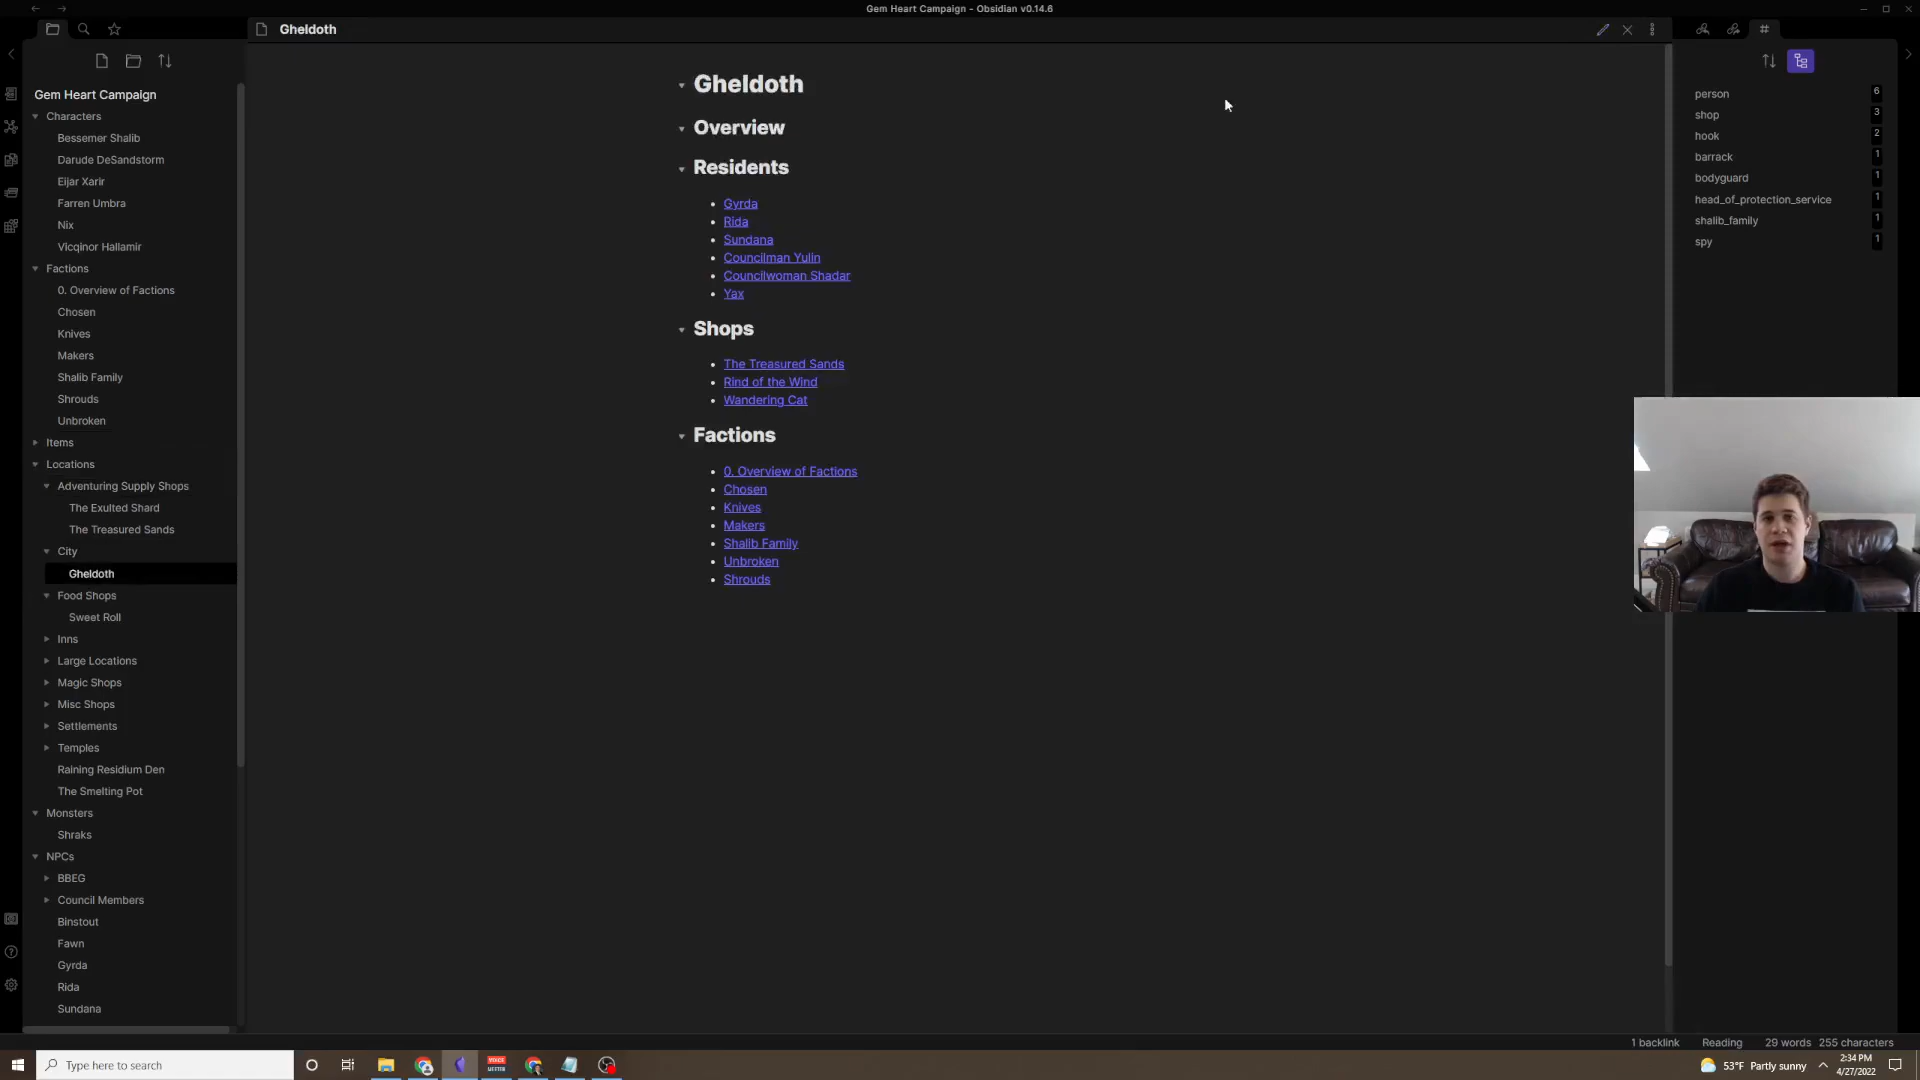 Gem Heart Campaign - Obsidian v0.14.6
Gheldoth
Gem Heart Campaign
Characters
Bessemer Shalib
Darude DeSandstorm
Eijar Xarir
Farren Umbra
Nix
Vicqinor Hallamir
Factions
0. Overview of Factions
Chosen
Knives
Makers
Shalib Family
Shrouds
Unbroken
Items
Locations
Adventuring Supply Shops
The Exulted Shard
The Treasured Sands
City
Gheldoth
Food Shops
Sweet Roll
Inns
Large Locations
Magic Shops
Misc Shops
Settlements
Temples
Raining Residium Den
The Smelting Pot
Monsters
Shraks
NPCs
BBEG
Council Members
Binstout
Fawn
Gyrda
Rida
Sundana
Gheldoth
Overview
Residents
Gyrda
Rida
Sundana
Councilman Yulin
Councilwoman Shadar
Yax
Shops
The Treasured Sands
Rind of the Wind
Wandering Cat
Factions
0. Overview of Factions
Chosen
Knives
Makers
Shalib Family
Unbroken
Shrouds
person 6
shop 3
hook 2
barrack 1
bodyguard 1
head_of_protection_service 1
shalib_family 1
spy 1
1 backlink Reading 29 words 255 characters
Type here to search
53°F Partly sunny
2:34 PM
4/27/2022